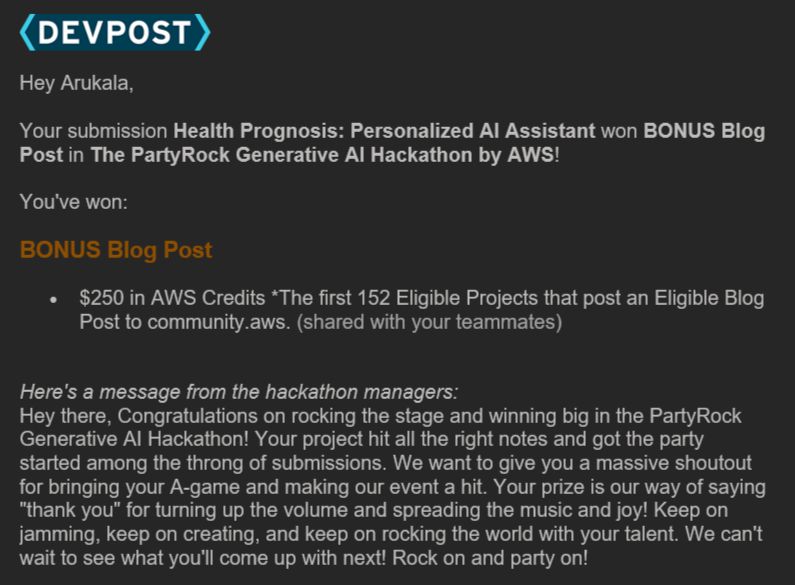 DEVPOST
Hey Arukala,
Your submission Health Prognosis: Personalized AI Assistant won BONUS Blog
Post in The PartyRock Generative AI Hackathon by AWS!
You've won:
BONUS Blog Post
• $250 in AWS Credits *The first 152 Eligible Projects that post an Eligible Blog
Post to community.aws. (shared with your teammates)
Here's a message from the hackathon managers:
Hey there, Congratulations on rocking the stage and winning big in the PartyRock
Generative AI Hackathon! Your project hit all the right notes and got the party
started among the throng of submissions. We want to give you a massive shoutout
for bringing your A-game and making our event a hit. Your prize is our way of saying
"thank you" for turning up the volume and spreading the music and joy! Keep on
jamming, keep on creating, and keep on rocking the world with your talent. We can't
wait to see what you'll come up with next! Rock on and party on!